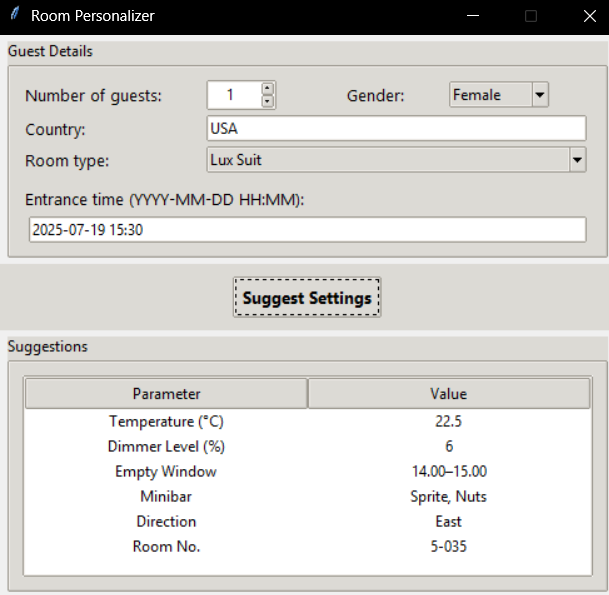 Room Personalizer
Guest Details
Number of guests: 1 Gender: Female
Country: USA
Room type: Lux Suit
Entrance time (YYYY-MM-DD HH:MM):
2025-07-19 15:30
Suggest Settings
Suggestions
Parameter Value
Temperature (°C) 22.5
Dimmer Level (%) 6
Empty Window 14.00–15.00
Minibar Sprite, Nuts
Direction East
Room No. 5-035